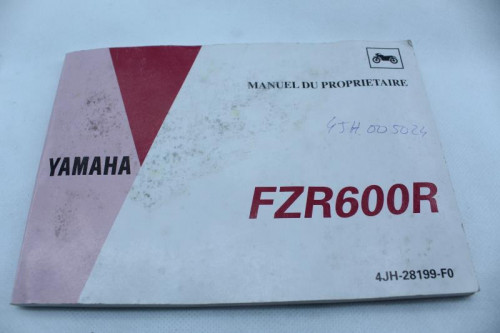 MANUEL DU PROPRIETAIRE
4JH 005024
YAMAHA
FZR600R
4JH-28199-F0